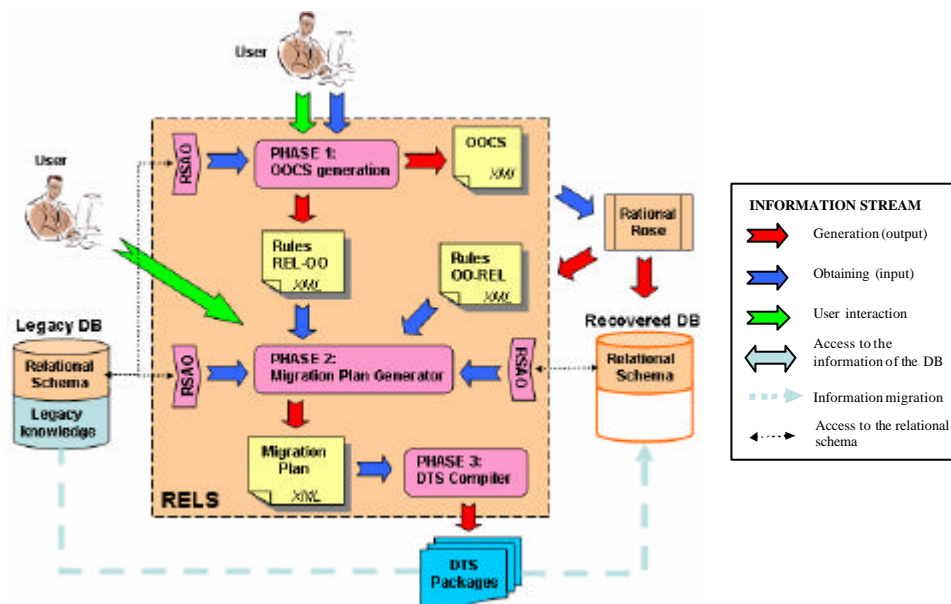 User
User
RSAO
PHASE 1:
OOCS generation
OOCS
XMI
Rational
Rose
Rules
REL-OO
XML
Rules
OO-REL
XML
Legacy DB
Relational
Schema
Legacy
knowledge
RSAO
PHASE 2:
Migration Plan Generator
RSAO
Recovered DB
Relational
Schema
Migration
Plan
XML
PHASE 3:
DTS Compiler
RELS
DTS
Packages
INFORMATION STREAM
Generation (output)
Obtaining (input)
User interaction
Access to the
information of the DB
Information migration
Access to the relational
schema